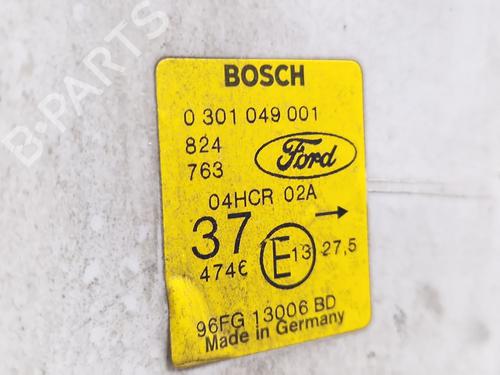 BOSCH
0 301 049 001
824
763
Ford
04HCR 02A
37
474€
E13 27,5
96FG 13006 BD
Made in Germany
B-PARTS